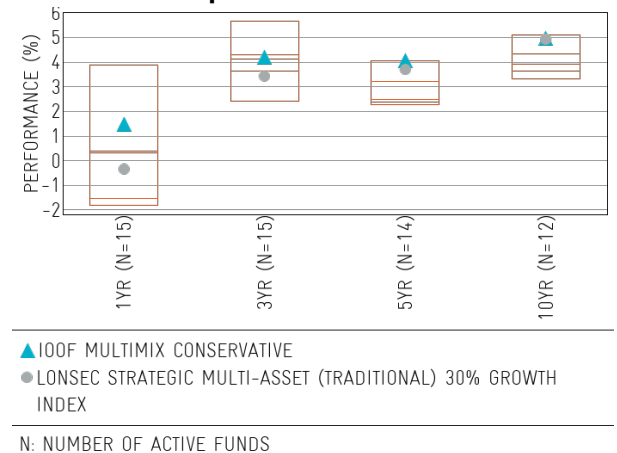 PERFORMANCE (%)
6
5
4
3
2
1
0
-1
-2
1YR (N=15)
3YR (N=15)
5YR (N=14)
10YR (N=12)
IOOF MULTIMIX CONSERVATIVE
LONSEC STRATEGIC MULTI-ASSET (TRADITIONAL) 30% GROWTH
INDEX
N: NUMBER OF ACTIVE FUNDS